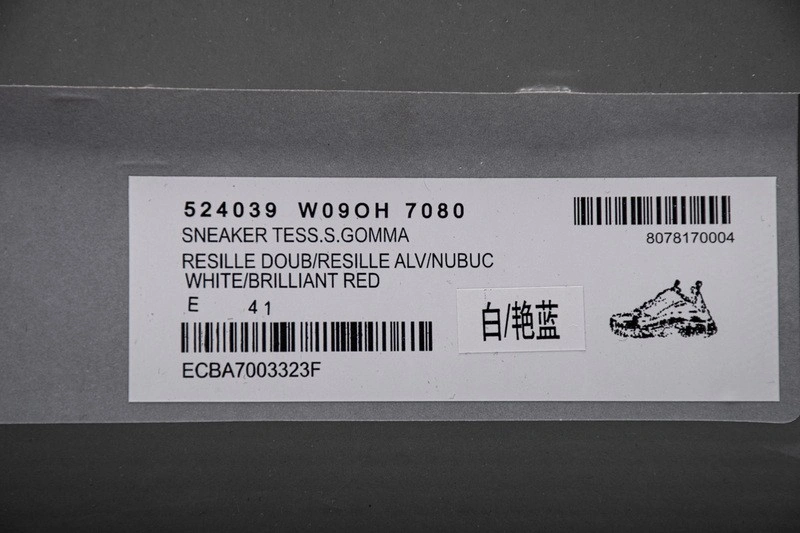 524039 W09OH 7080
8078170004
SNEAKER TESS.S.GOMMA
RESILLE DOUB/RESILLE ALV/NUBUC
WHITE/BRILLIANT RED
E 41
白/艳蓝
ECBA7003323F